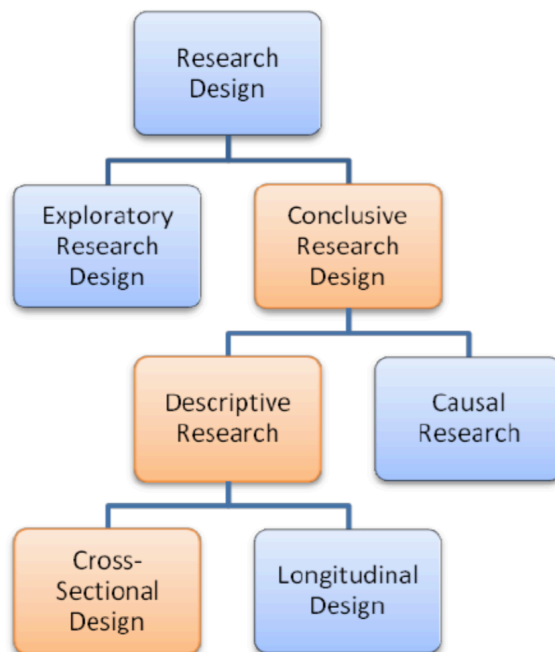 Research
Design
Exploratory
Research
Design
Conclusive
Research
Design
Descriptive
Research
Causal
Research
Cross-
Sectional
Design
Longitudinal
Design